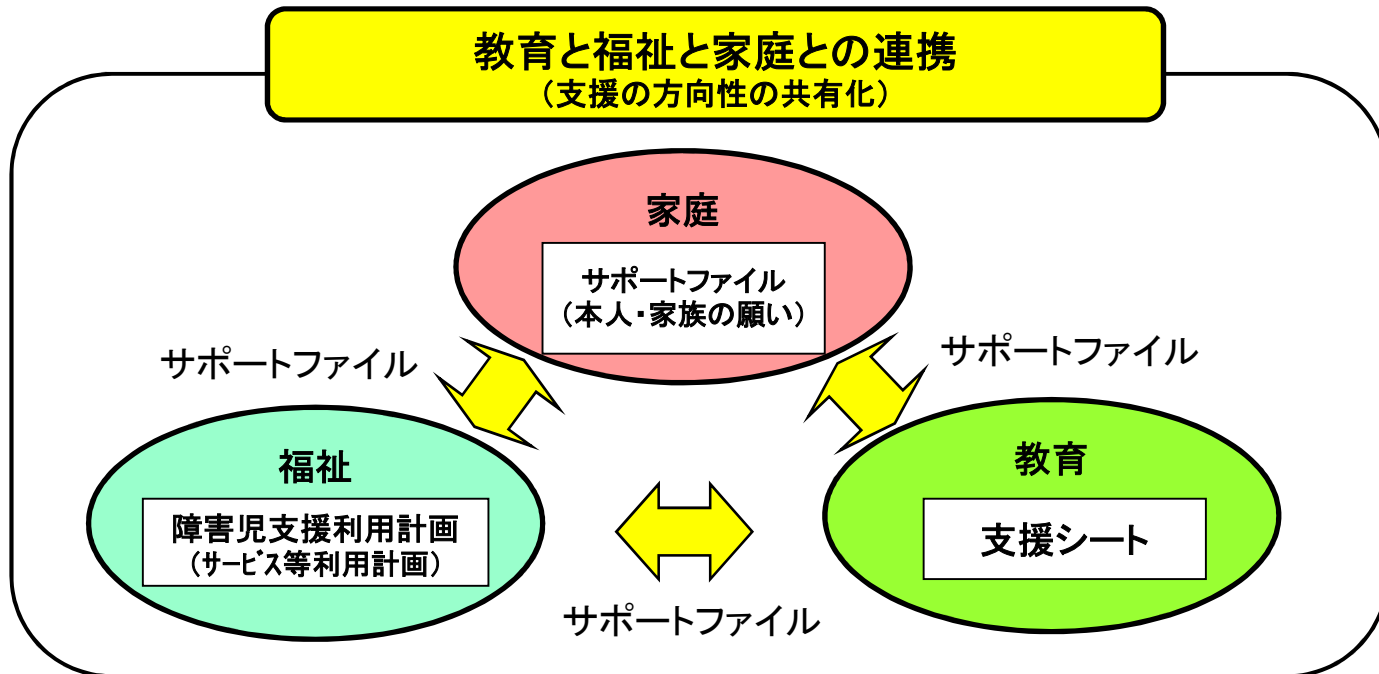 教育と福祉と家庭との連携
（支援の方向性の共有化）
家庭
サポートファイル
（本人・家族の願い）
サポートファイル
サポートファイル
福祉
障害児支援利用計画
（サービス等利用計画）
教育
支援シート
サポートファイル